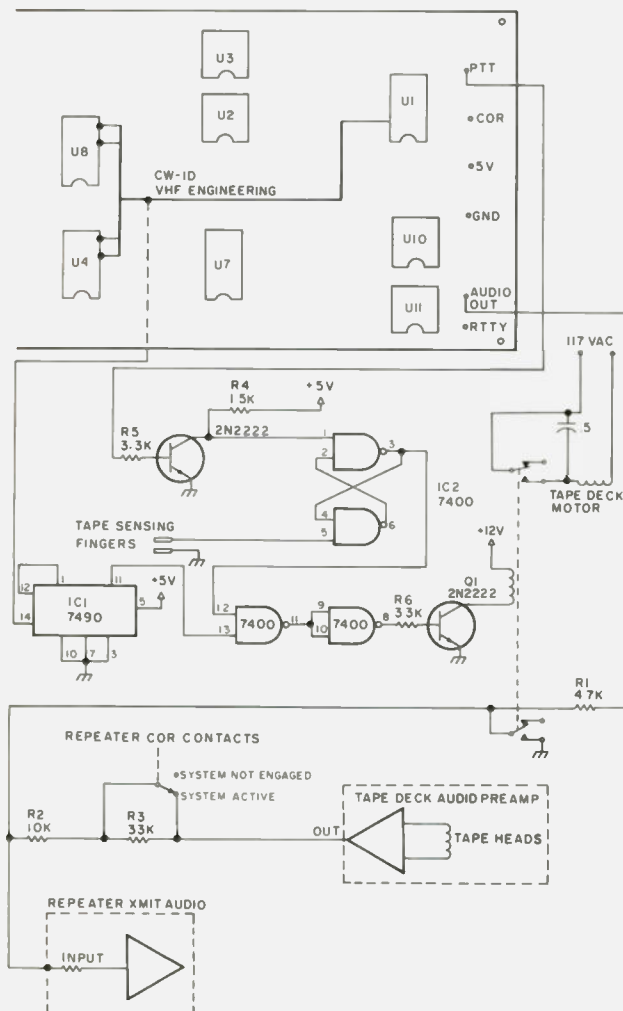 U3
U2
U1
U8
CW-ID
VHF ENGINEERING
U4
U7
U10
U11
PTT
COR
5V
GND
AUDIO
OUT
RTTY
117 VAC
.5
TAPE DECK
MOTOR
R4
1.5K
+5V
R5
3.3K
2N2222
1
2
3
IC2
7400
4
5
6
TAPE SENSING
FINGERS
+12V
1
11
12
14
IC1
7490
5
+5V
10
7
3
12
13
7400
11
9
10
7400
8
R6
33K
Q1
2N2222
R1
47K
REPEATER COR CONTACTS
SYSTEM NOT ENGAGED
SYSTEM ACTIVE
R2
10K
R3
33K
OUT
TAPE DECK AUDIO PREAMP
TAPE HEADS
REPEATER XMIT AUDIO
INPUT